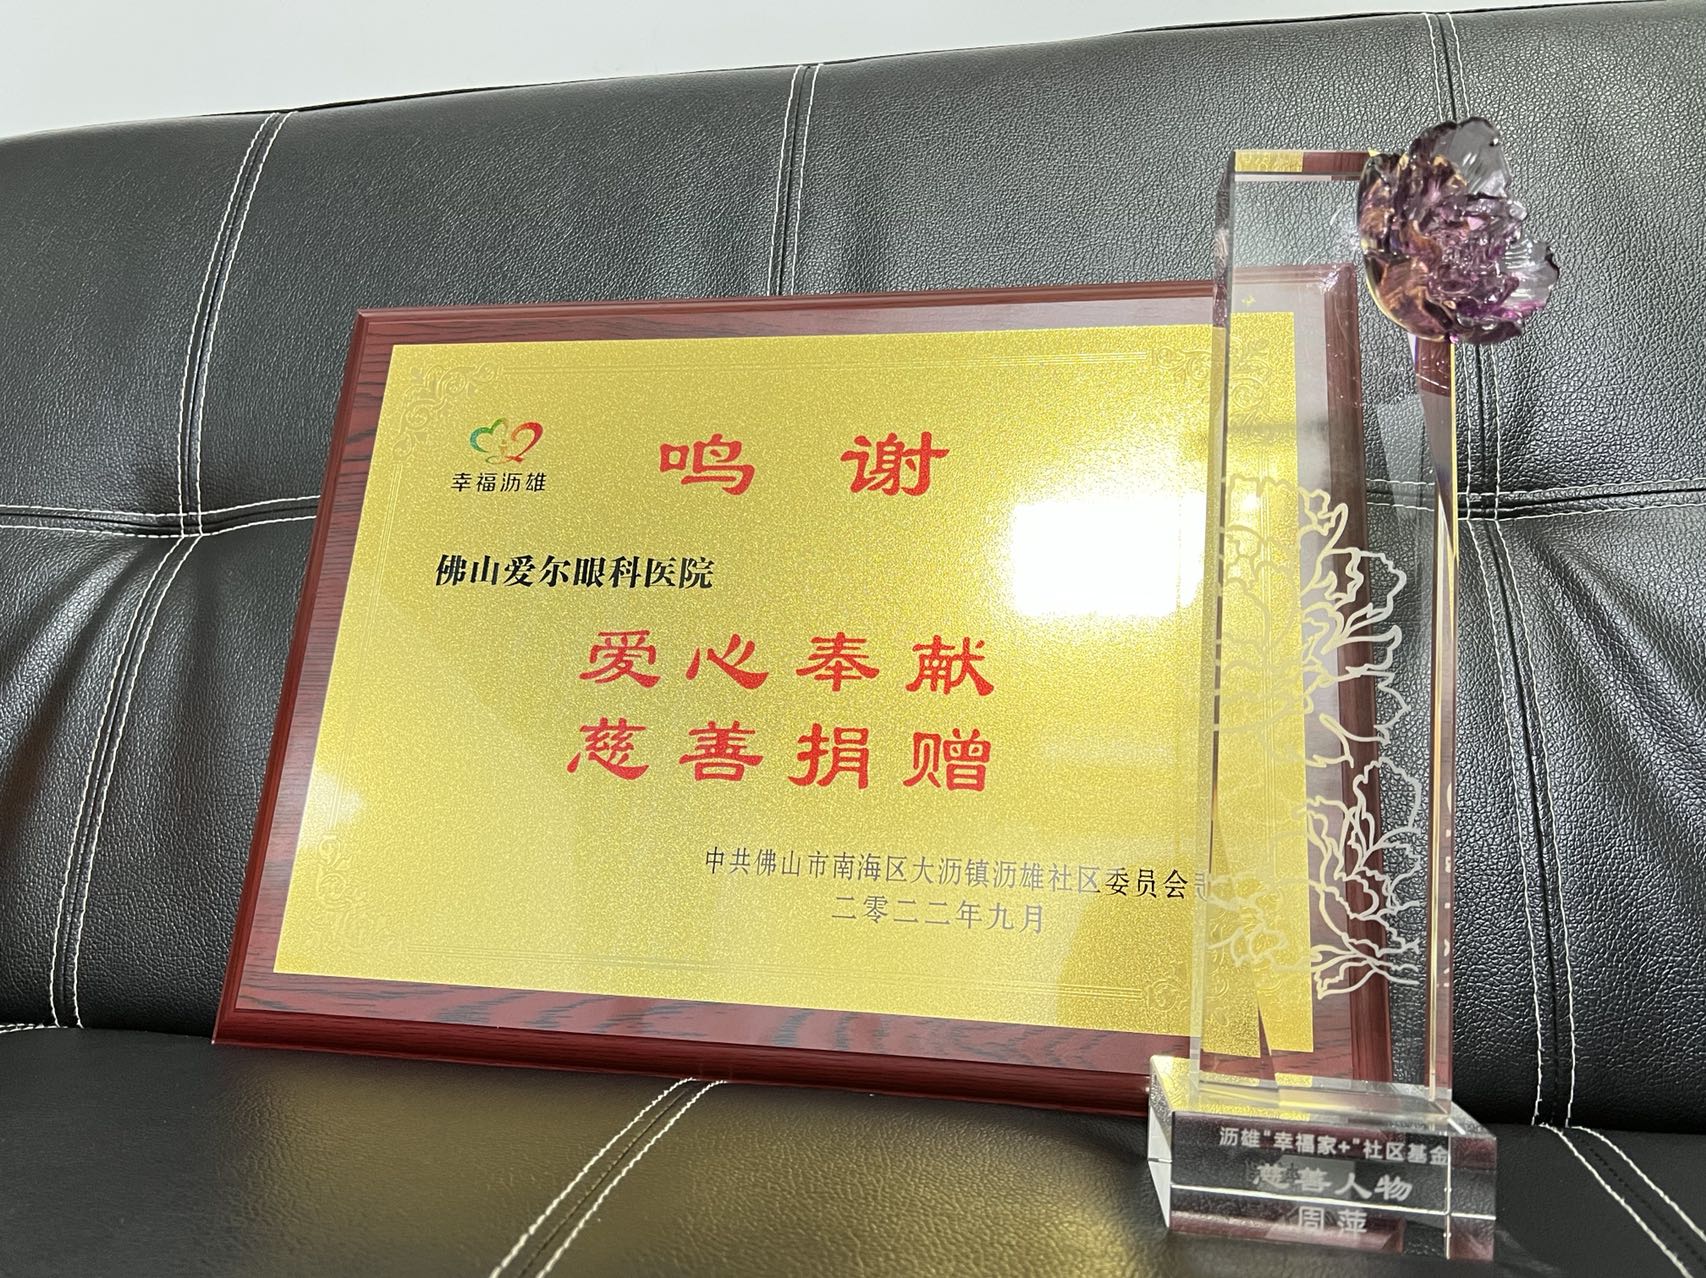 幸福沥雄
鸣谢
佛山爱尔眼科医院
爱心奉献
慈善捐赠
中共佛山市南海区大沥镇沥雄社区委员会
二零二二年九月
沥雄“幸福家+”社区基金
慈善人物
周萍